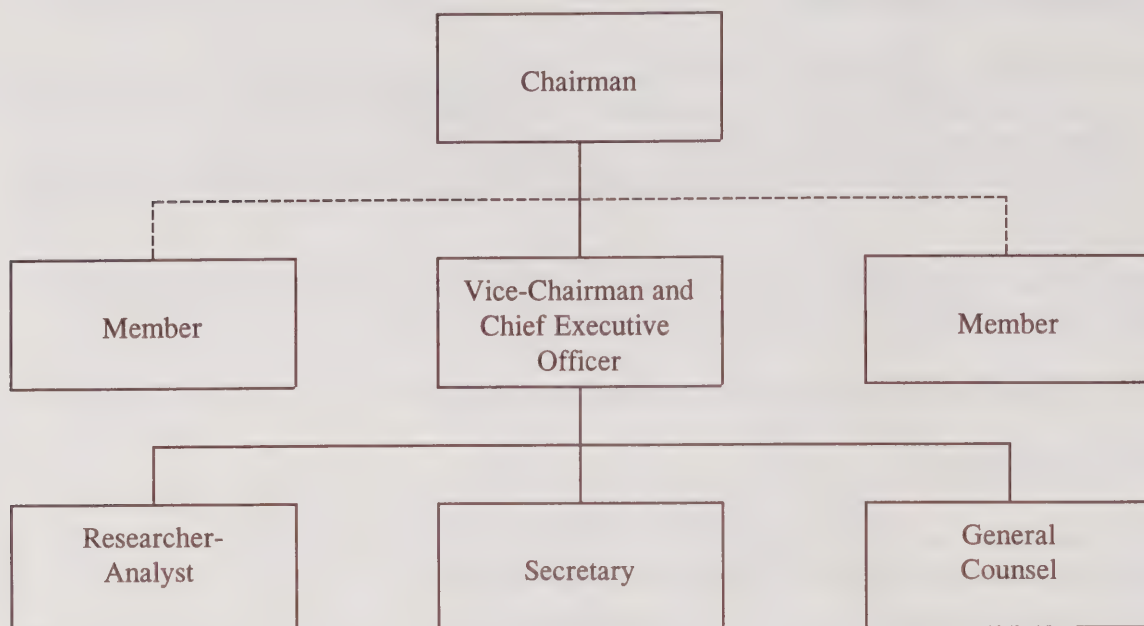 Chairman
Member
Vice-Chairman and
Chief Executive
Officer
Member
Researcher-
Analyst
Secretary
General
Counsel